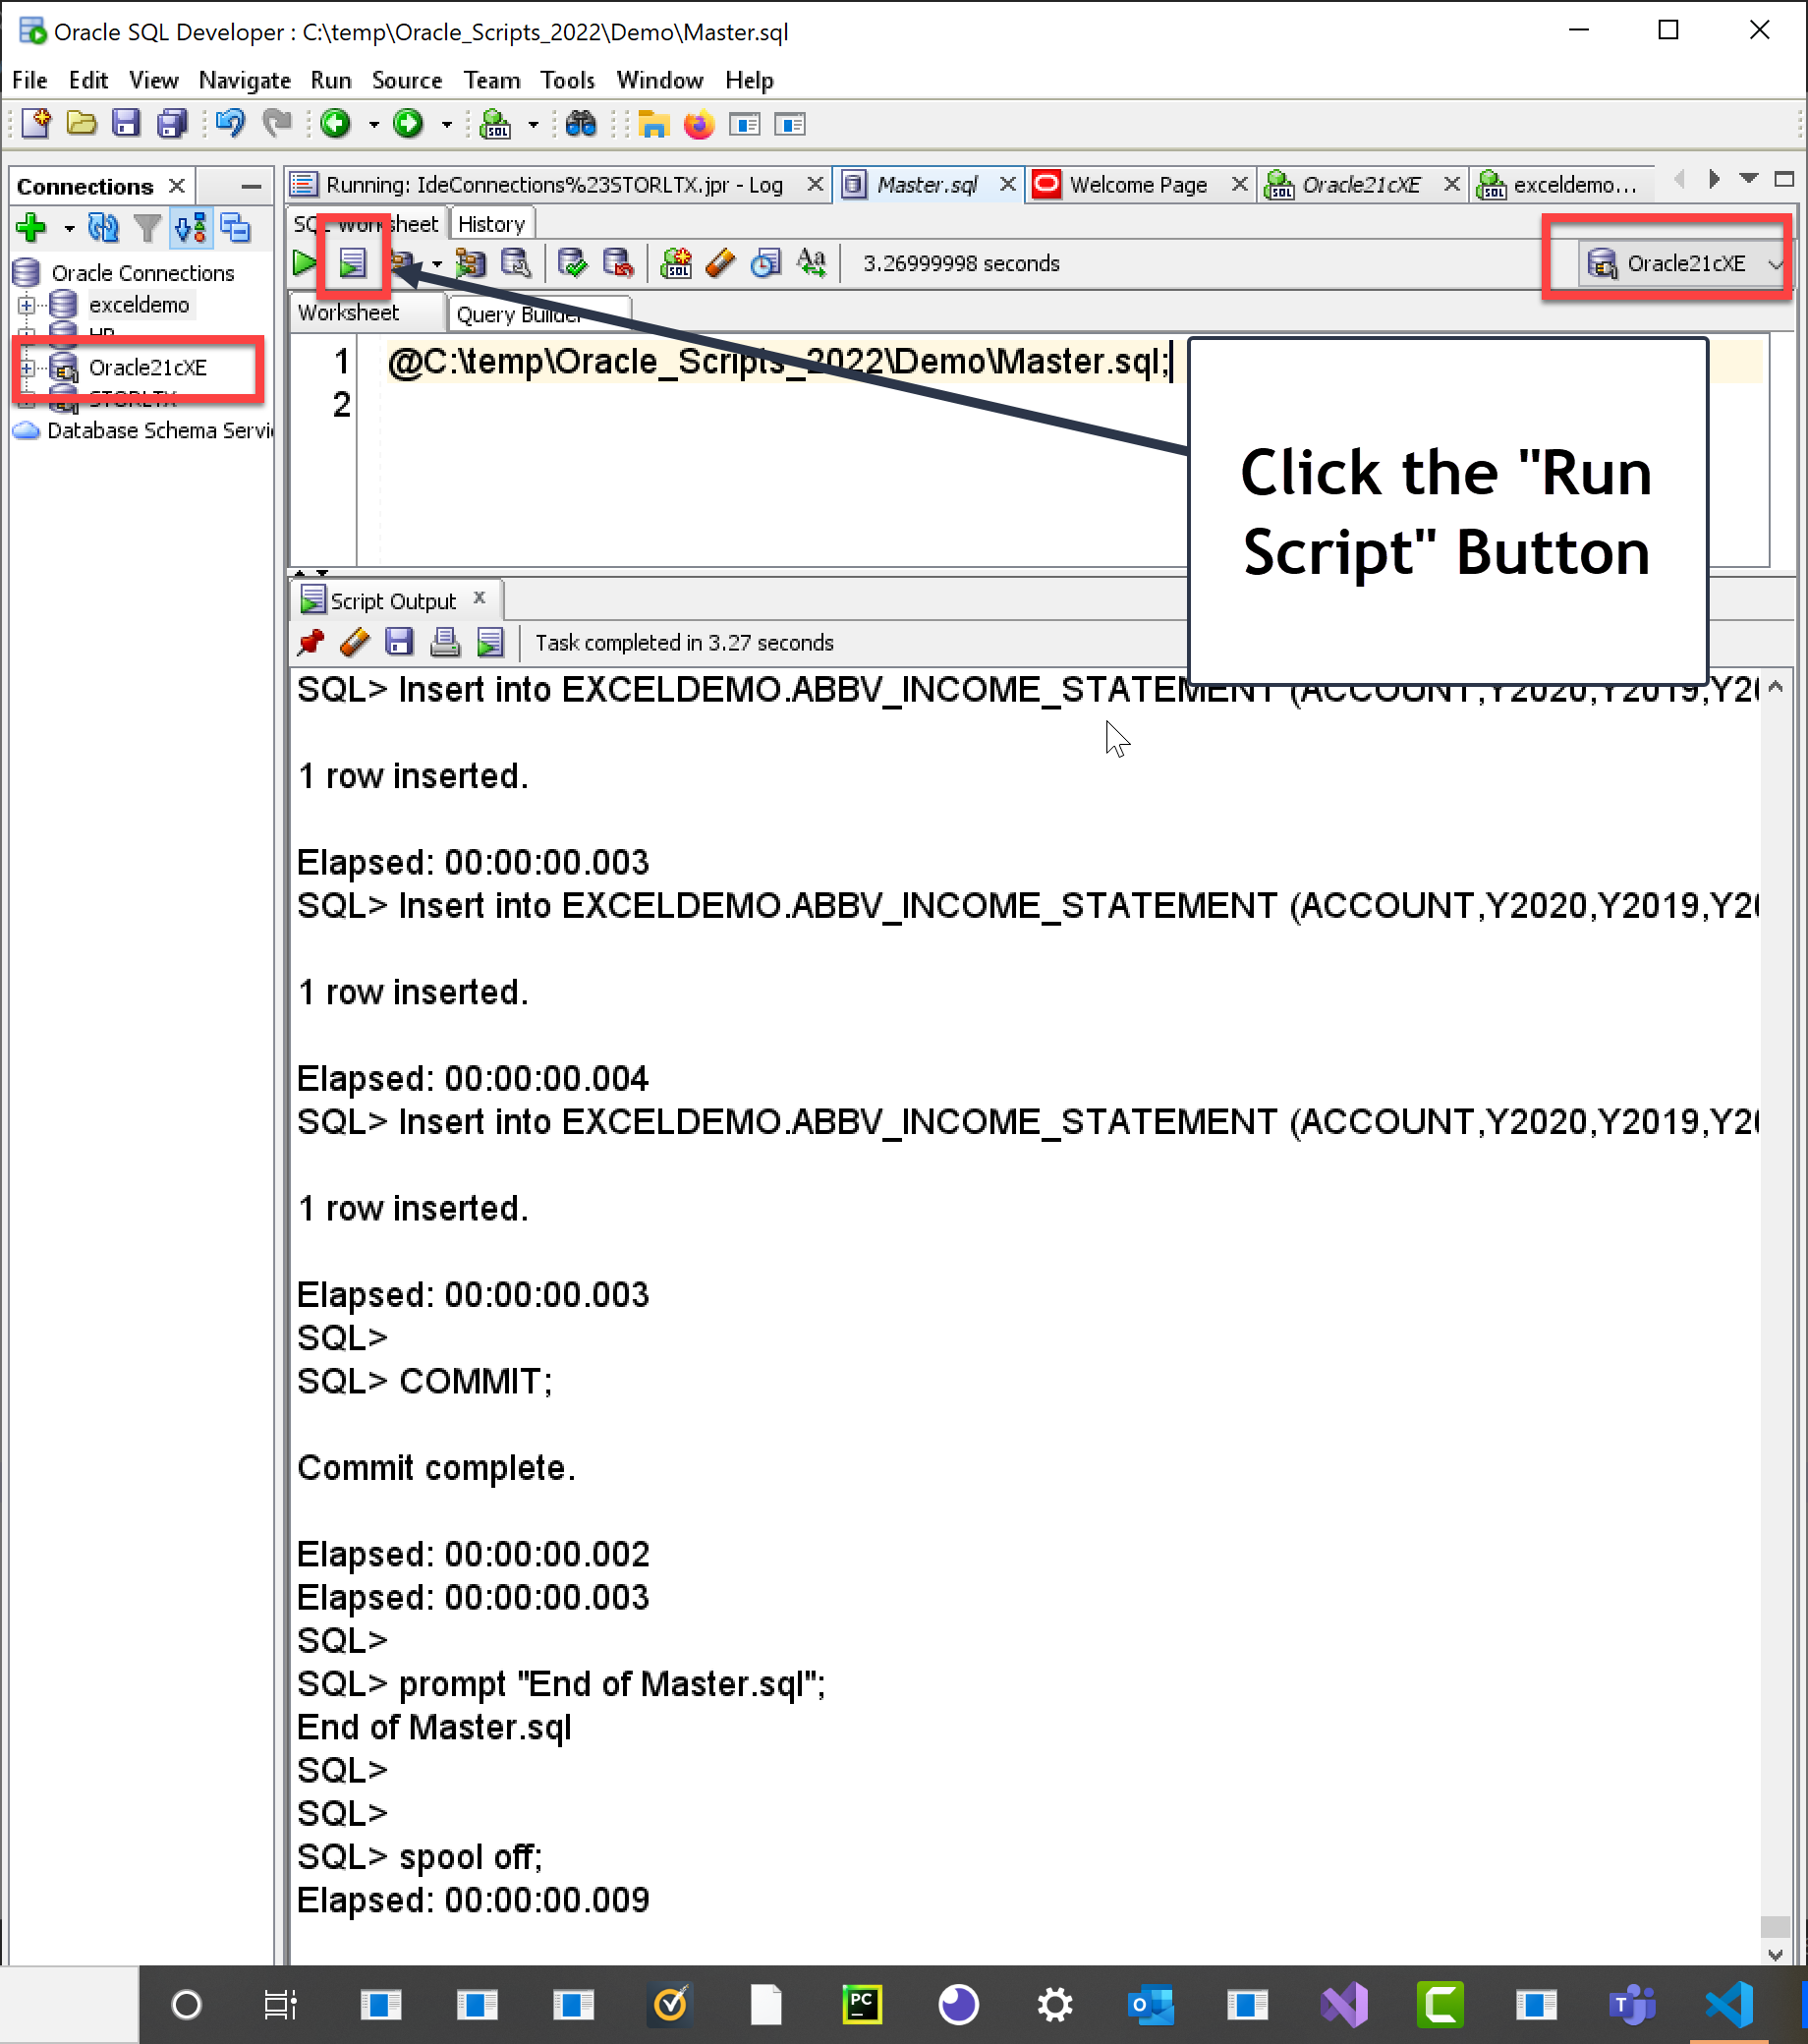 Oracle SQL Developer : C:\temp\Oracle_Scripts_2022\Demo\Master.sql
File Edit View Navigate Run Source Team Tools Window Help
Connections
Running: IdeConnections%23STORLTX.jpr - Log
Master.sql
Welcome Page
Oracle21cXE
exceldemo...
SQL Worksheet History
3.26999998 seconds
Oracle21cXE
Oracle Connections
exceldemo
HR
Oracle21cXE
STORLTX
Database Schema Servi
Worksheet Query Builder
1 @C:\temp\Oracle_Scripts_2022\Demo\Master.sql;
2
Click the "Run
Script" Button
Script Output
Task completed in 3.27 seconds
SQL> Insert into EXCELDEMO.ABBV_INCOME_STATEMENT (ACCOUNT,Y2020,Y2019,Y20
1 row inserted.
Elapsed: 00:00:00.003
SQL> Insert into EXCELDEMO.ABBV_INCOME_STATEMENT (ACCOUNT,Y2020,Y2019,Y20
1 row inserted.
Elapsed: 00:00:00.004
SQL> Insert into EXCELDEMO.ABBV_INCOME_STATEMENT (ACCOUNT,Y2020,Y2019,Y20
1 row inserted.
Elapsed: 00:00:00.003
SQL>
SQL> COMMIT;
Commit complete.
Elapsed: 00:00:00.002
Elapsed: 00:00:00.003
SQL>
SQL> prompt "End of Master.sql";
End of Master.sql
SQL>
SQL>
SQL> spool off;
Elapsed: 00:00:00.009